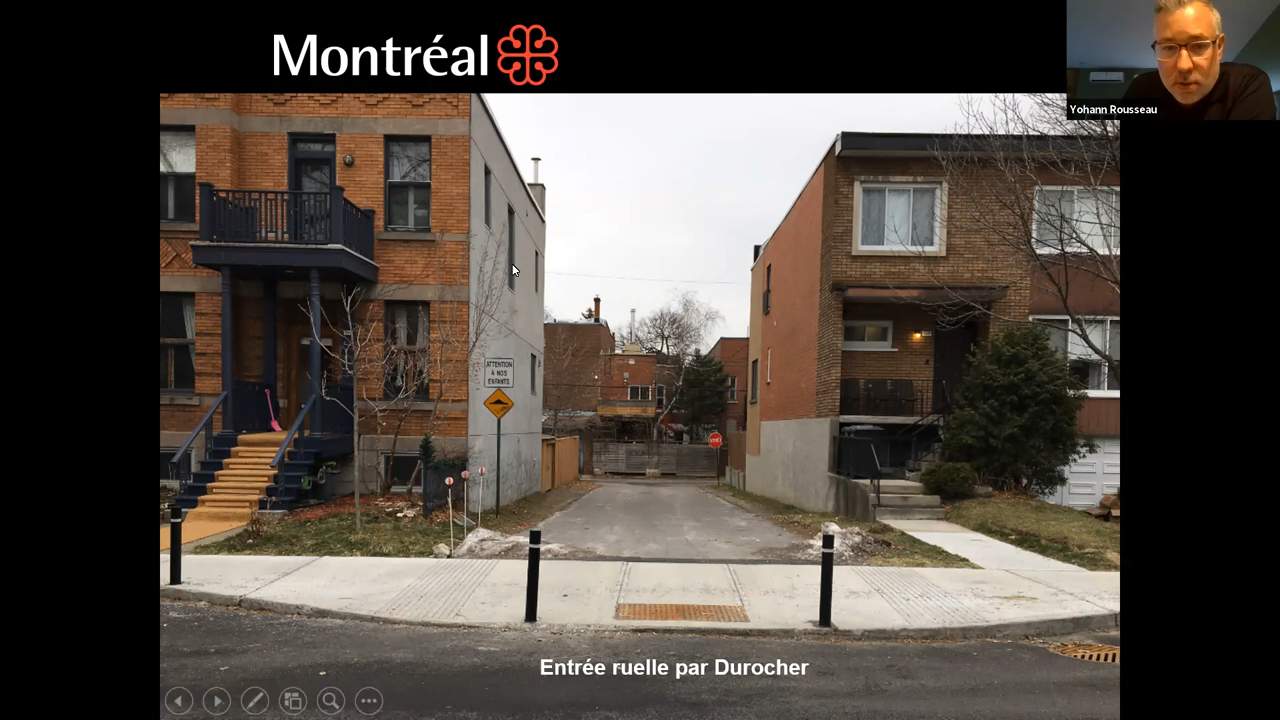 Montréal
Yohann Rousseau
ATTENTION
À NOS
ENFANTS
Entrée ruelle par Durocher